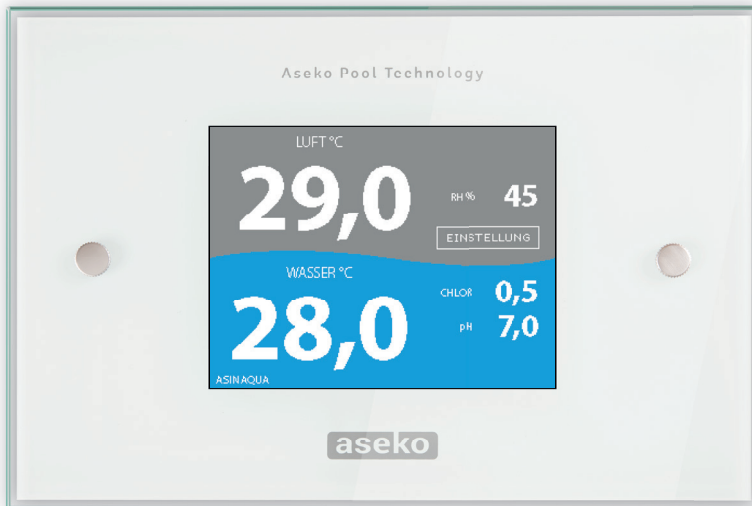 Aseko Pool Technology
LUFT °C
29,0
RH %
45
EINSTELLUNG
WASSER °C
28,0
CHLOR
0,5
pH
7,0
ASIN AQUA
aseko